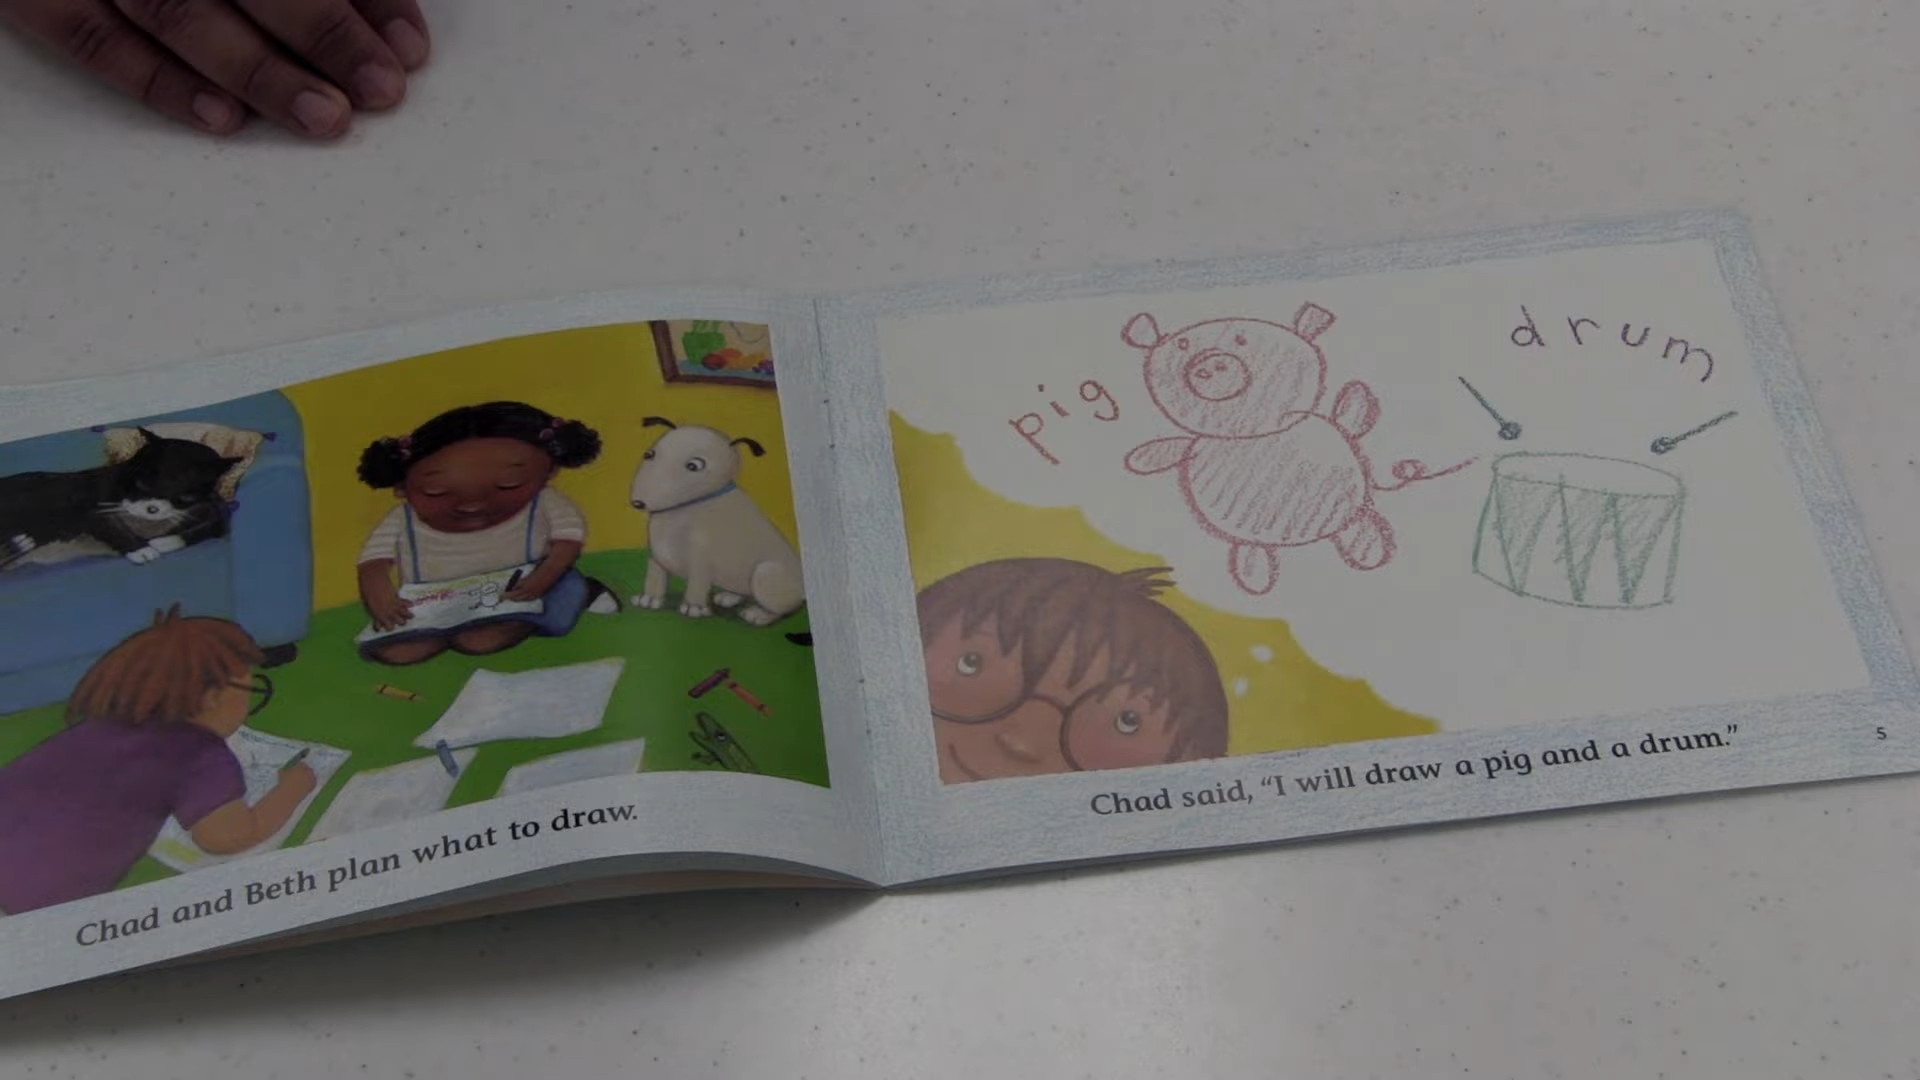 Chad and Beth plan what to draw.
pig
drum
Chad said, “I will draw a pig and a drum.”
5